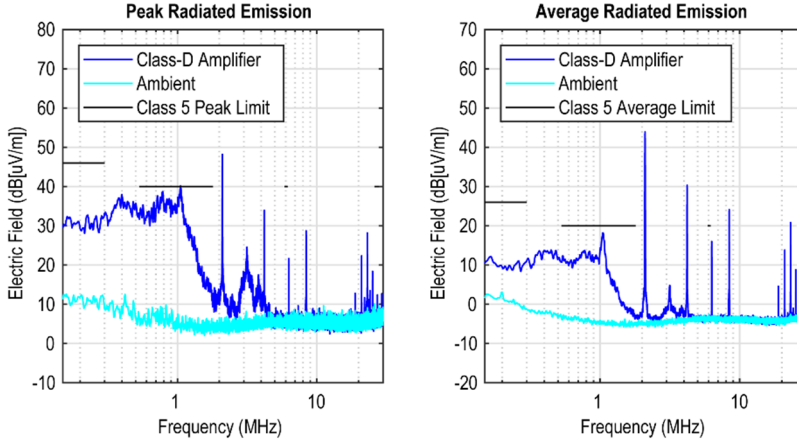 Peak Radiated Emission
80
70
60
50
40
30
20
10
0
-10
Electric Field (dB[uV/m])
Class-D Amplifier
Ambient
Class 5 Peak Limit
1
10
Frequency (MHz)
Average Radiated Emission
70
60
50
40
30
20
10
0
-10
-20
Electric Field (dB[uV/m])
Class-D Amplifier
Ambient
Class 5 Average Limit
1
10
Frequency (MHz)